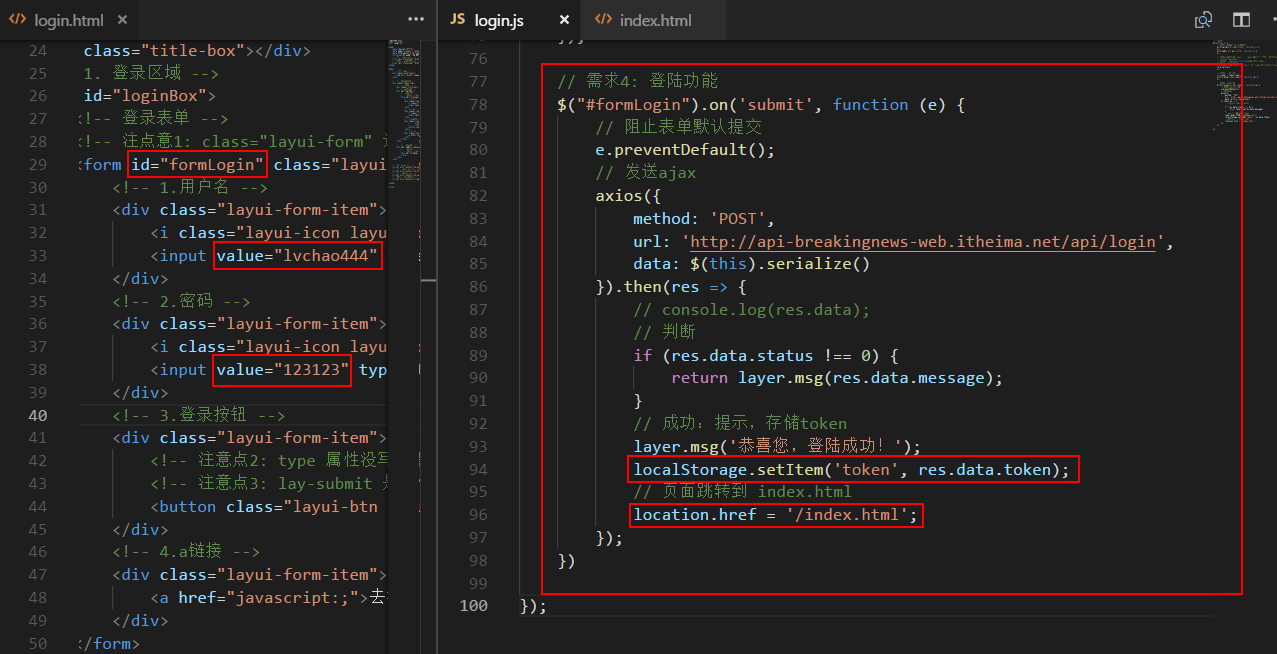 login.html
24 class="title-box"></div>
25 1. 登录区域 -->
26 id="loginBox">
27 <!-- 登录表单 -->
28 <!-- 注点意1: class="layui-form"
29 <form id="formLogin" class="layui
30 <!-- 1.用户名 -->
31 <div class="layui-form-item">
32 <i class="layui-icon layu
33 <input value="lvchao444"
34 </div>
35 <!-- 2.密码 -->
36 <div class="layui-form-item">
37 <i class="layui-icon layu
38 <input value="123123" typ
39 </div>
40 <!-- 3.登录按钮 -->
41 <div class="layui-form-item">
42 <!-- 注意点2: type 属性没写
43 <!-- 注意点3: lay-submit 是
44 <button class="layui-btn
45 </div>
46 <!-- 4.a链接 -->
47 <div class="layui-form-item">
48 <a href="javascript:;">去
49 </div>
50 </form>
JS login.js
index.html
76
77 // 需求4: 登陆功能
78 $("#formLogin").on('submit', function (e) {
79 // 阻止表单默认提交
80 e.preventDefault();
81 // 发送ajax
82 axios({
83 method: 'POST',
84 url: 'http://api-breakingnews-web.itheima.net/api/login',
85 data: $(this).serialize()
86 }).then(res => {
87 // console.log(res.data);
88 // 判断
89 if (res.data.status !== 0) {
90 return layer.msg(res.data.message);
91 }
92 // 成功: 提示, 存储token
93 layer.msg('恭喜您, 登陆成功! ');
94 localStorage.setItem('token', res.data.token);
95 // 页面跳转到 index.html
96 location.href = '/index.html';
97 });
98 })
99
100 });